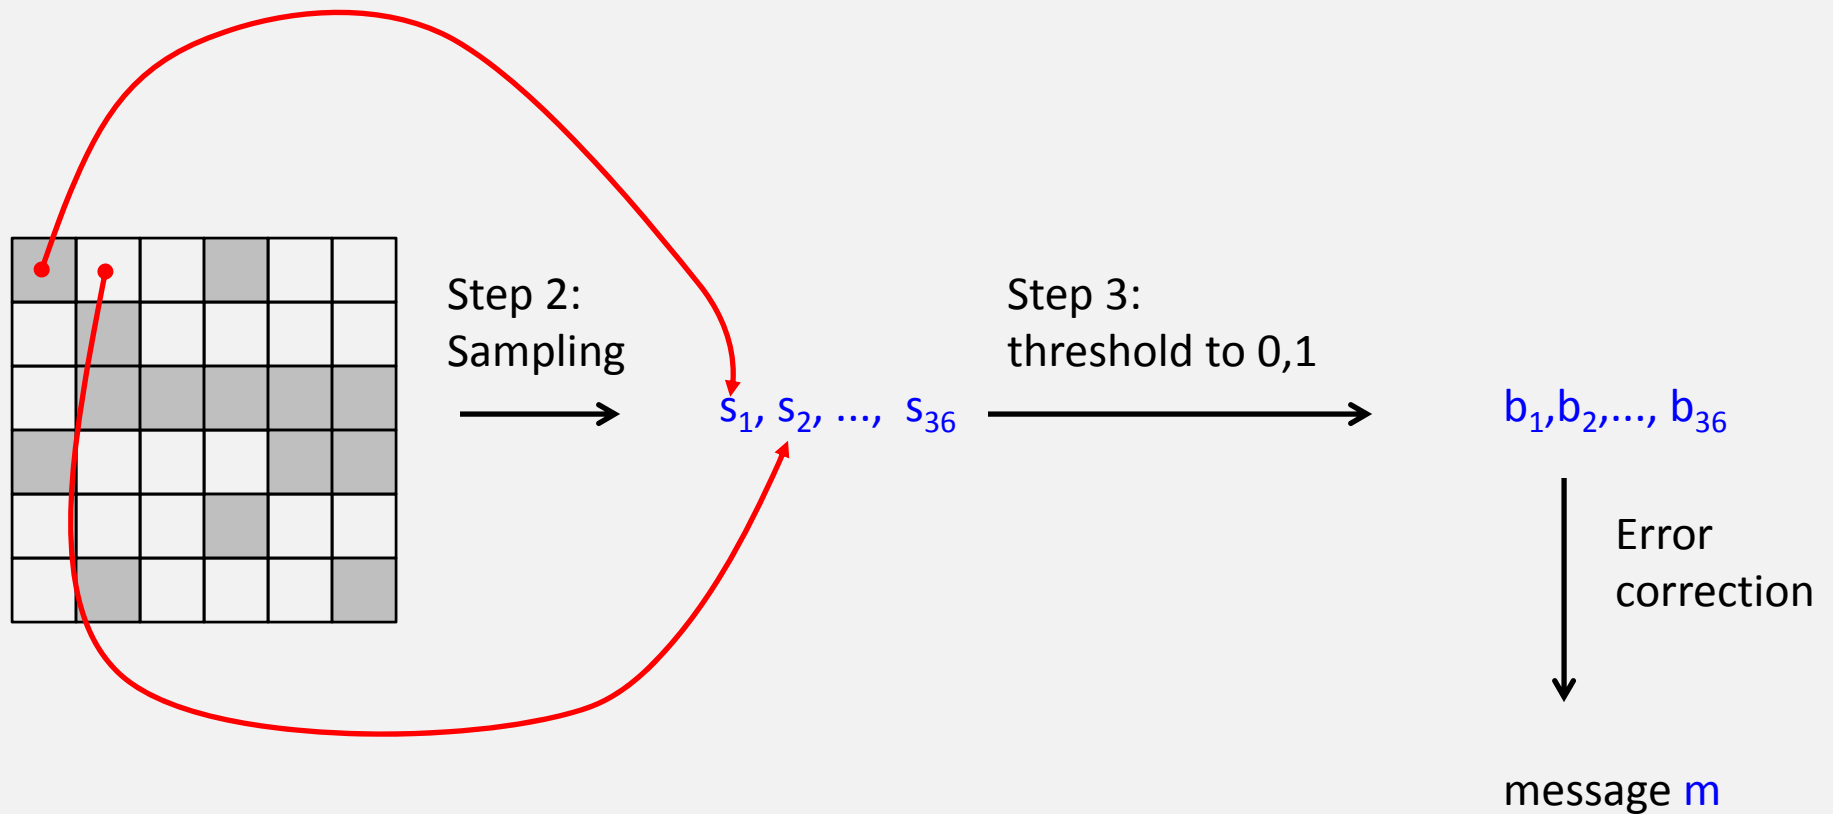 Step 2:
Sampling
s₁, s₂, ..., s₃₆
Step 3:
threshold to 0,1
b₁,b₂,..., b₃₆
Error
correction
message m